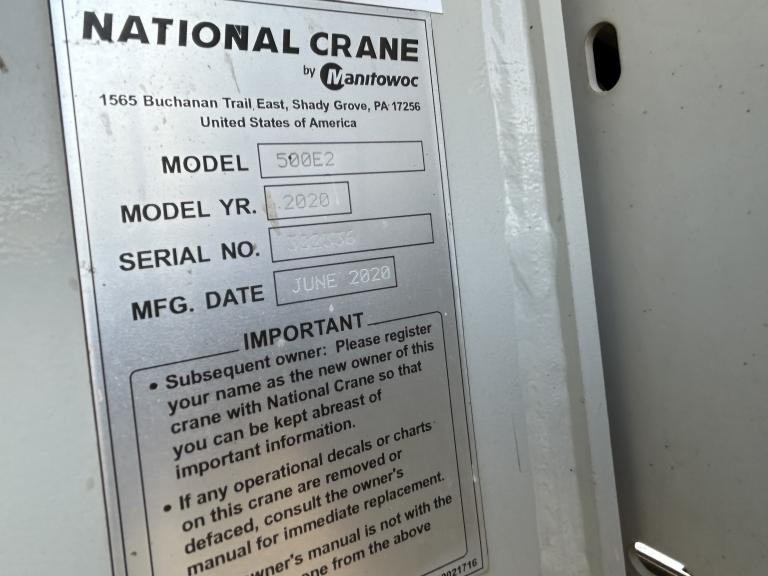 NATIONAL CRANE
by Manitowoc
1565 Buchanan Trail East, Shady Grove, PA 17256
United States of America
MODEL 500E2
MODEL YR. 2020
SERIAL NO.
MFG. DATE JUNE 2020
IMPORTANT
• Subsequent owner: Please register
your name as the new owner of this
crane with National Crane so that
you can be kept abreast of
important information.
• If any operational decals or charts
on this crane are removed or
defaced, consult the owner's
manual for immediate replacement.
wner's manual is not with the
one from the above
0021716